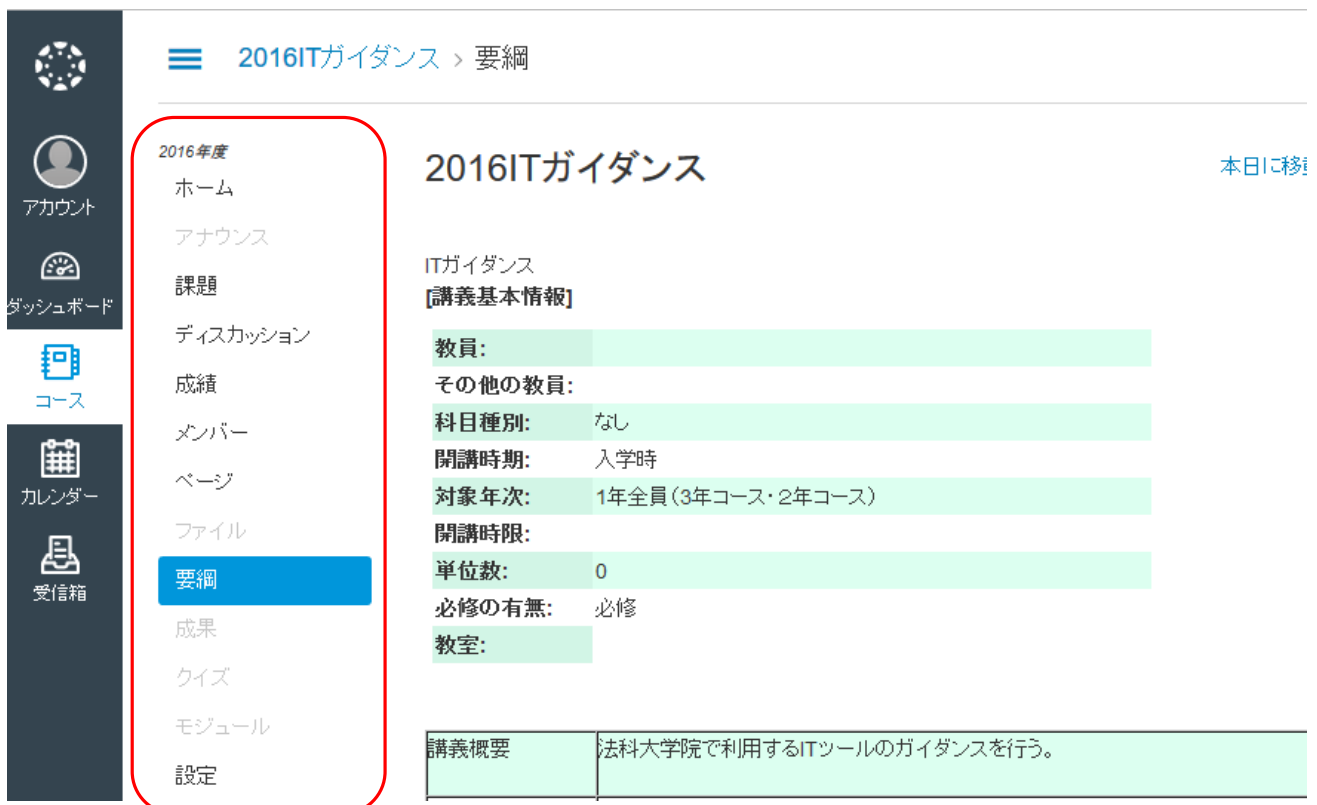 2016ITガイダンス > 要綱
アカウント
ダッシュボード
コース
カレンダー
受信箱
2016年度
ホーム
アナウンス
課題
ディスカッション
成績
メンバー
ページ
ファイル
要綱
成果
クイズ
モジュール
設定
2016ITガイダンス
本日に移動
ITガイダンス
[講義基本情報]
教員:
その他の教員:
科目種別: なし
開講時期: 入学時
対象年次: 1年全員(3年コース・2年コース)
開講時限:
単位数: 0
必修の有無: 必修
教室:
講義概要 法科大学院で利用するITツールのガイダンスを行う。